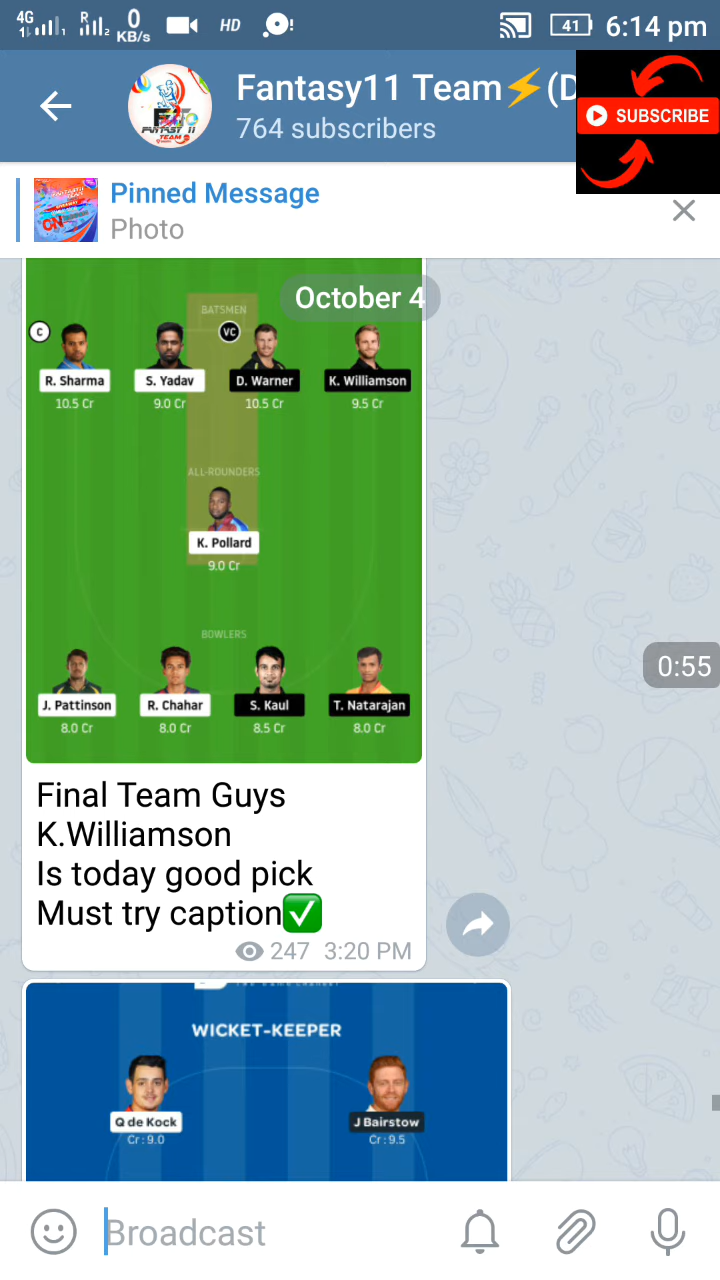 4G R 0 HD 41 6:14 pm
1 2 KB/s
Fantasy11 Team⚡(D
764 subscribers
SUBSCRIBE
Pinned Message
Photo
October 4
BATSMEN
C VC
R. Sharma S. Yadav D. Warner K. Williamson
10.5 Cr 9.0 Cr 10.5 Cr 9.5 Cr
ALL-ROUNDERS
K. Pollard
9.0 Cr
BOWLERS
0:55
J. Pattinson R. Chahar S. Kaul T. Natarajan
8.0 Cr 8.0 Cr 8.5 Cr 8.0 Cr
Final Team Guys
K.Williamson
Is today good pick
Must try caption✅
247 3:20 PM
WICKET-KEEPER
Q de Kock J Bairstow
Cr : 9.0 Cr : 9.5
Broadcast